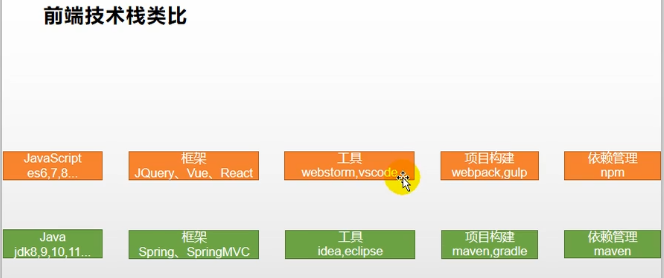 前端技术栈类比
JavaScript
es6,7,8...
框架
JQuery、Vue、React
工具
webstorm,vscode..
项目构建
webpack,gulp
依赖管理
npm
Java
jdk8,9,10,11...
框架
Spring、SpringMVC
工具
idea,eclipse
项目构建
maven,gradle
依赖管理
maven